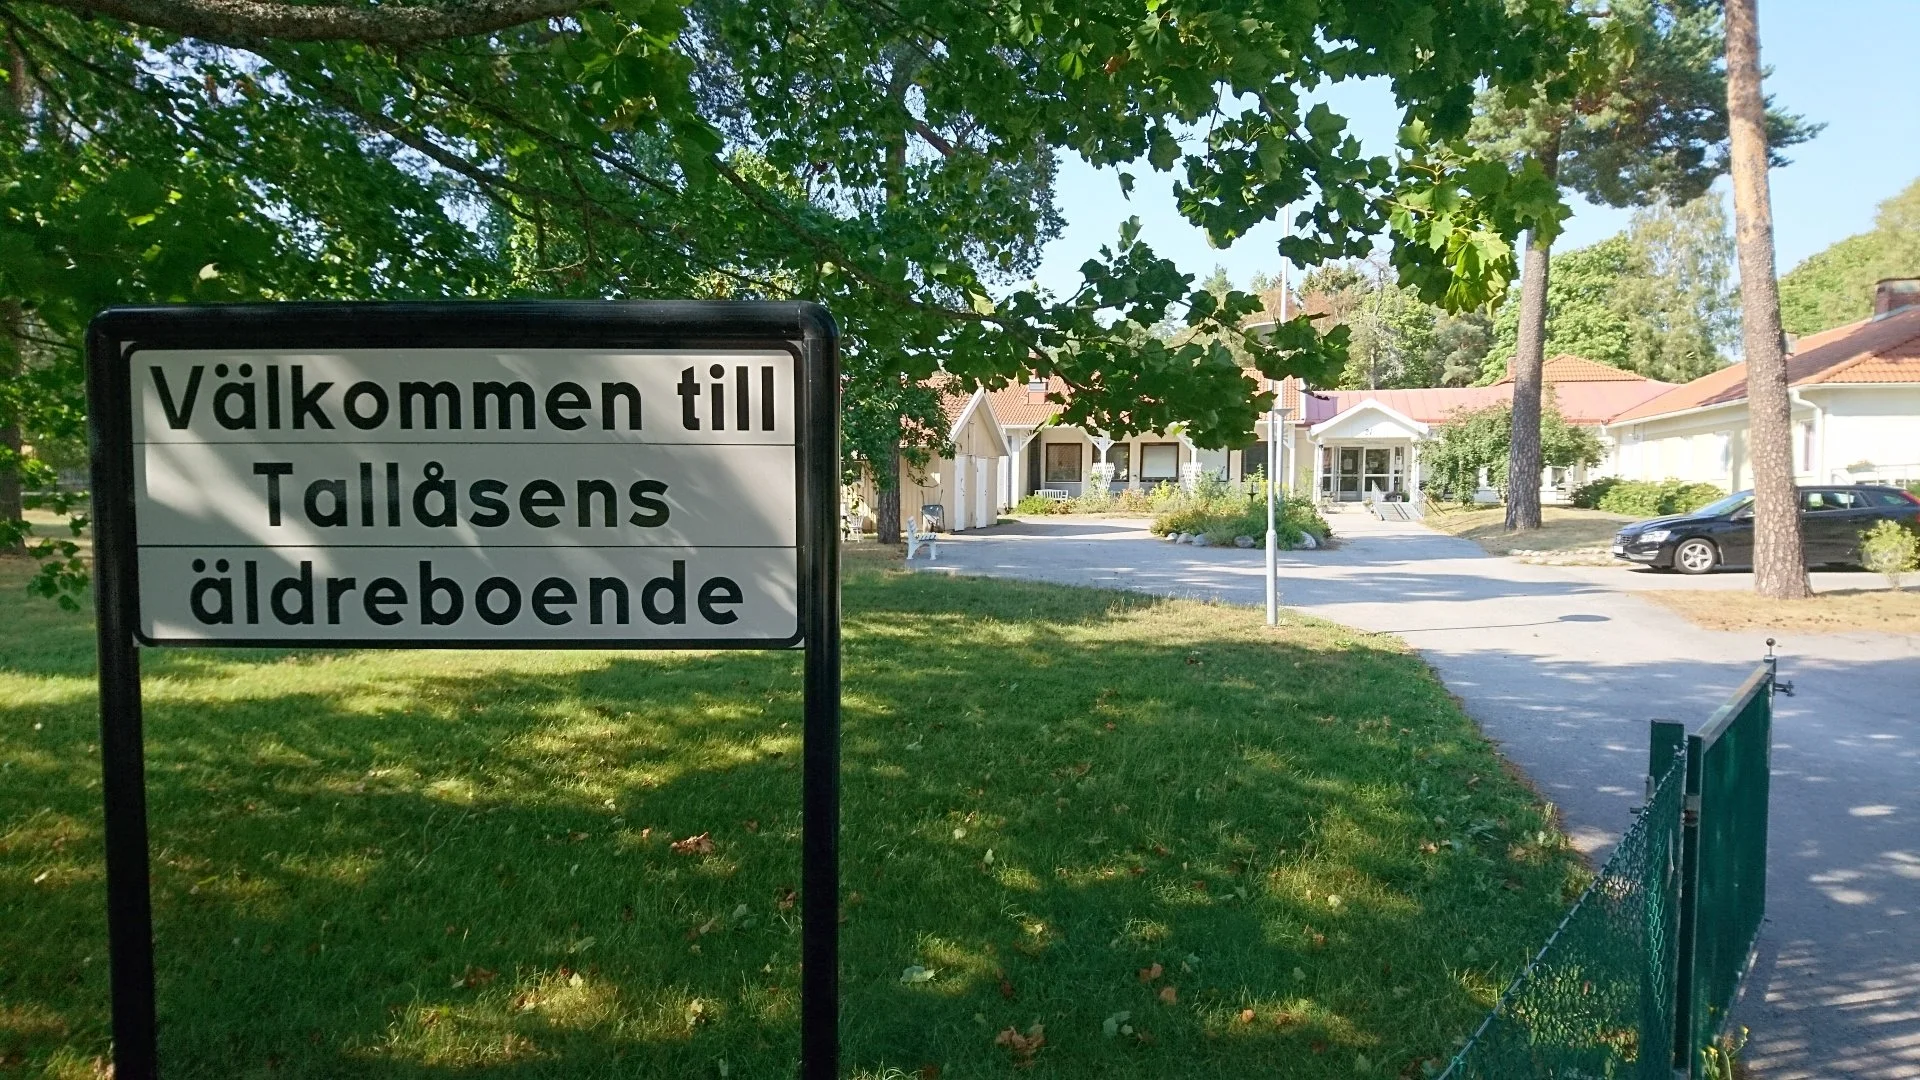 Välkommen till
Tallåsens
äldreboende